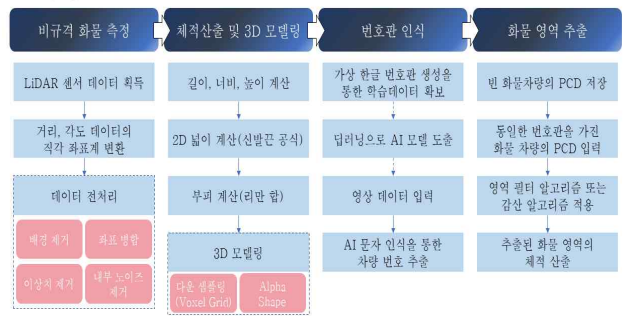 비규격 화물 측정
LiDAR 센서 데이터 획득
거리, 각도 데이터의
직각 좌표계 변환
데이터 전처리
배경 제거
좌표 병합
이상치 제거
내부 노이즈
제거
체적산출 및 3D 모델링
길이, 너비, 높이 계산
2D 넓이 계산(신발끈 공식)
부피 계산(리만 합)
3D 모델링
다운 샘플링
(Voxel Grid)
Alpha
Shape
번호판 인식
가상 한글 번호판 생성을
통한 학습데이터 확보
딥러닝으로 AI 모델 도출
영상 데이터 입력
AI 문자 인식을 통한
차량 번호 추출
화물 영역 추출
빈 화물차량의 PCD 저장
동일한 번호판을 가진
화물 차량의 PCD 입력
영역 필터 알고리즘 또는
감산 알고리즘 적용
추출된 화물 영역의
체적 산출